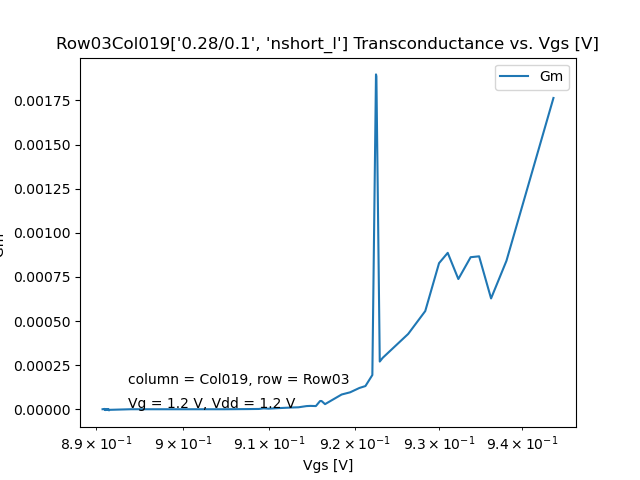 Row03Col019['0.28/0.1', 'nshort_l'] Transconductance vs. Vgs [V]
Gm
0.00175
0.00150
0.00125
0.00100
0.00075
0.00050
0.00025
0.00000
column = Col019, row = Row03
Vg = 1.2 V, Vdd = 1.2 V
8.9 × 10⁻¹ 9 × 10⁻¹ 9.1 × 10⁻¹ 9.2 × 10⁻¹ 9.3 × 10⁻¹ 9.4 × 10⁻¹
Vgs [V]